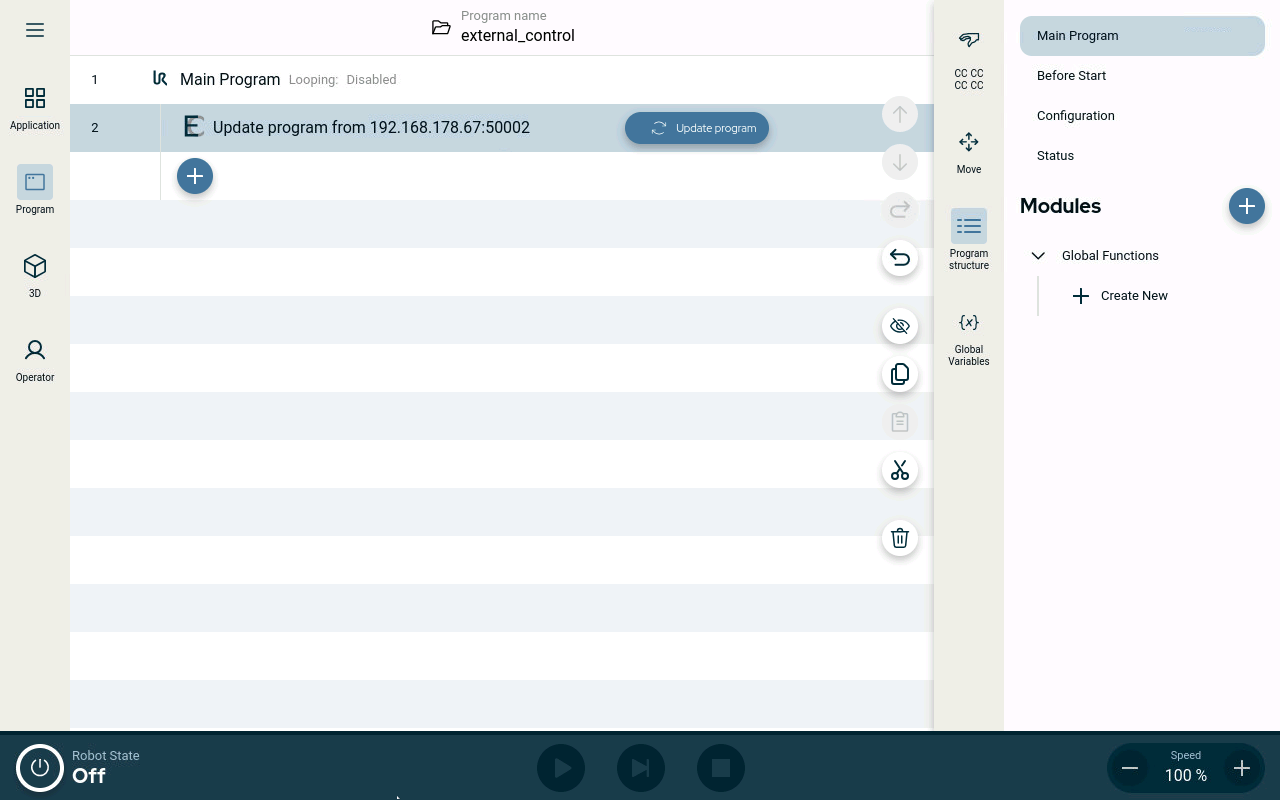 Program name
external_control
Application
Program
3D
Operator
1
Main Program Looping: Disabled
2
Update program from 192.168.178.67:50002
Update program
CC CC
CC CC
Move
Program
structure
Global
Variables
Main Program
Before Start
Configuration
Status
Modules
Global Functions
Create New
Robot State
Off
Speed
100 %